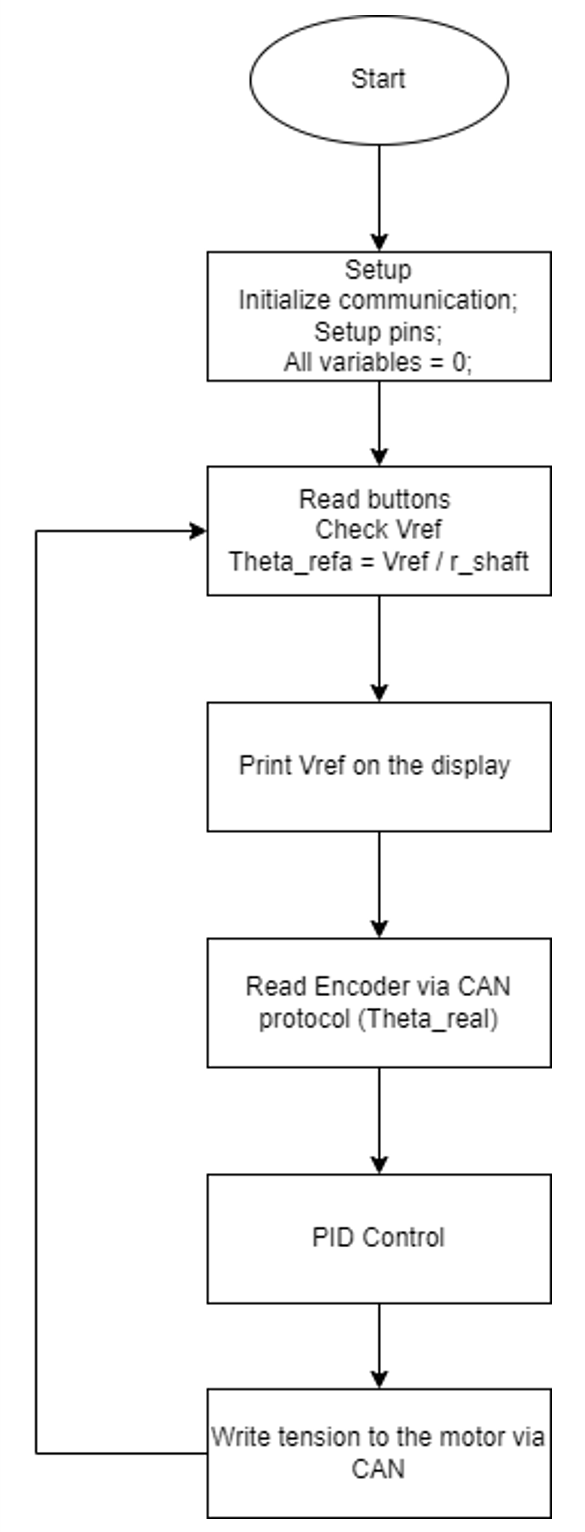 Start
Setup
Initialize communication;
Setup pins;
All variables = 0;
Read buttons
Check Vref
Theta_refa = Vref / r_shaft
Print Vref on the display
Read Encoder via CAN
protocol (Theta_real)
PID Control
Write tension to the motor via
CAN